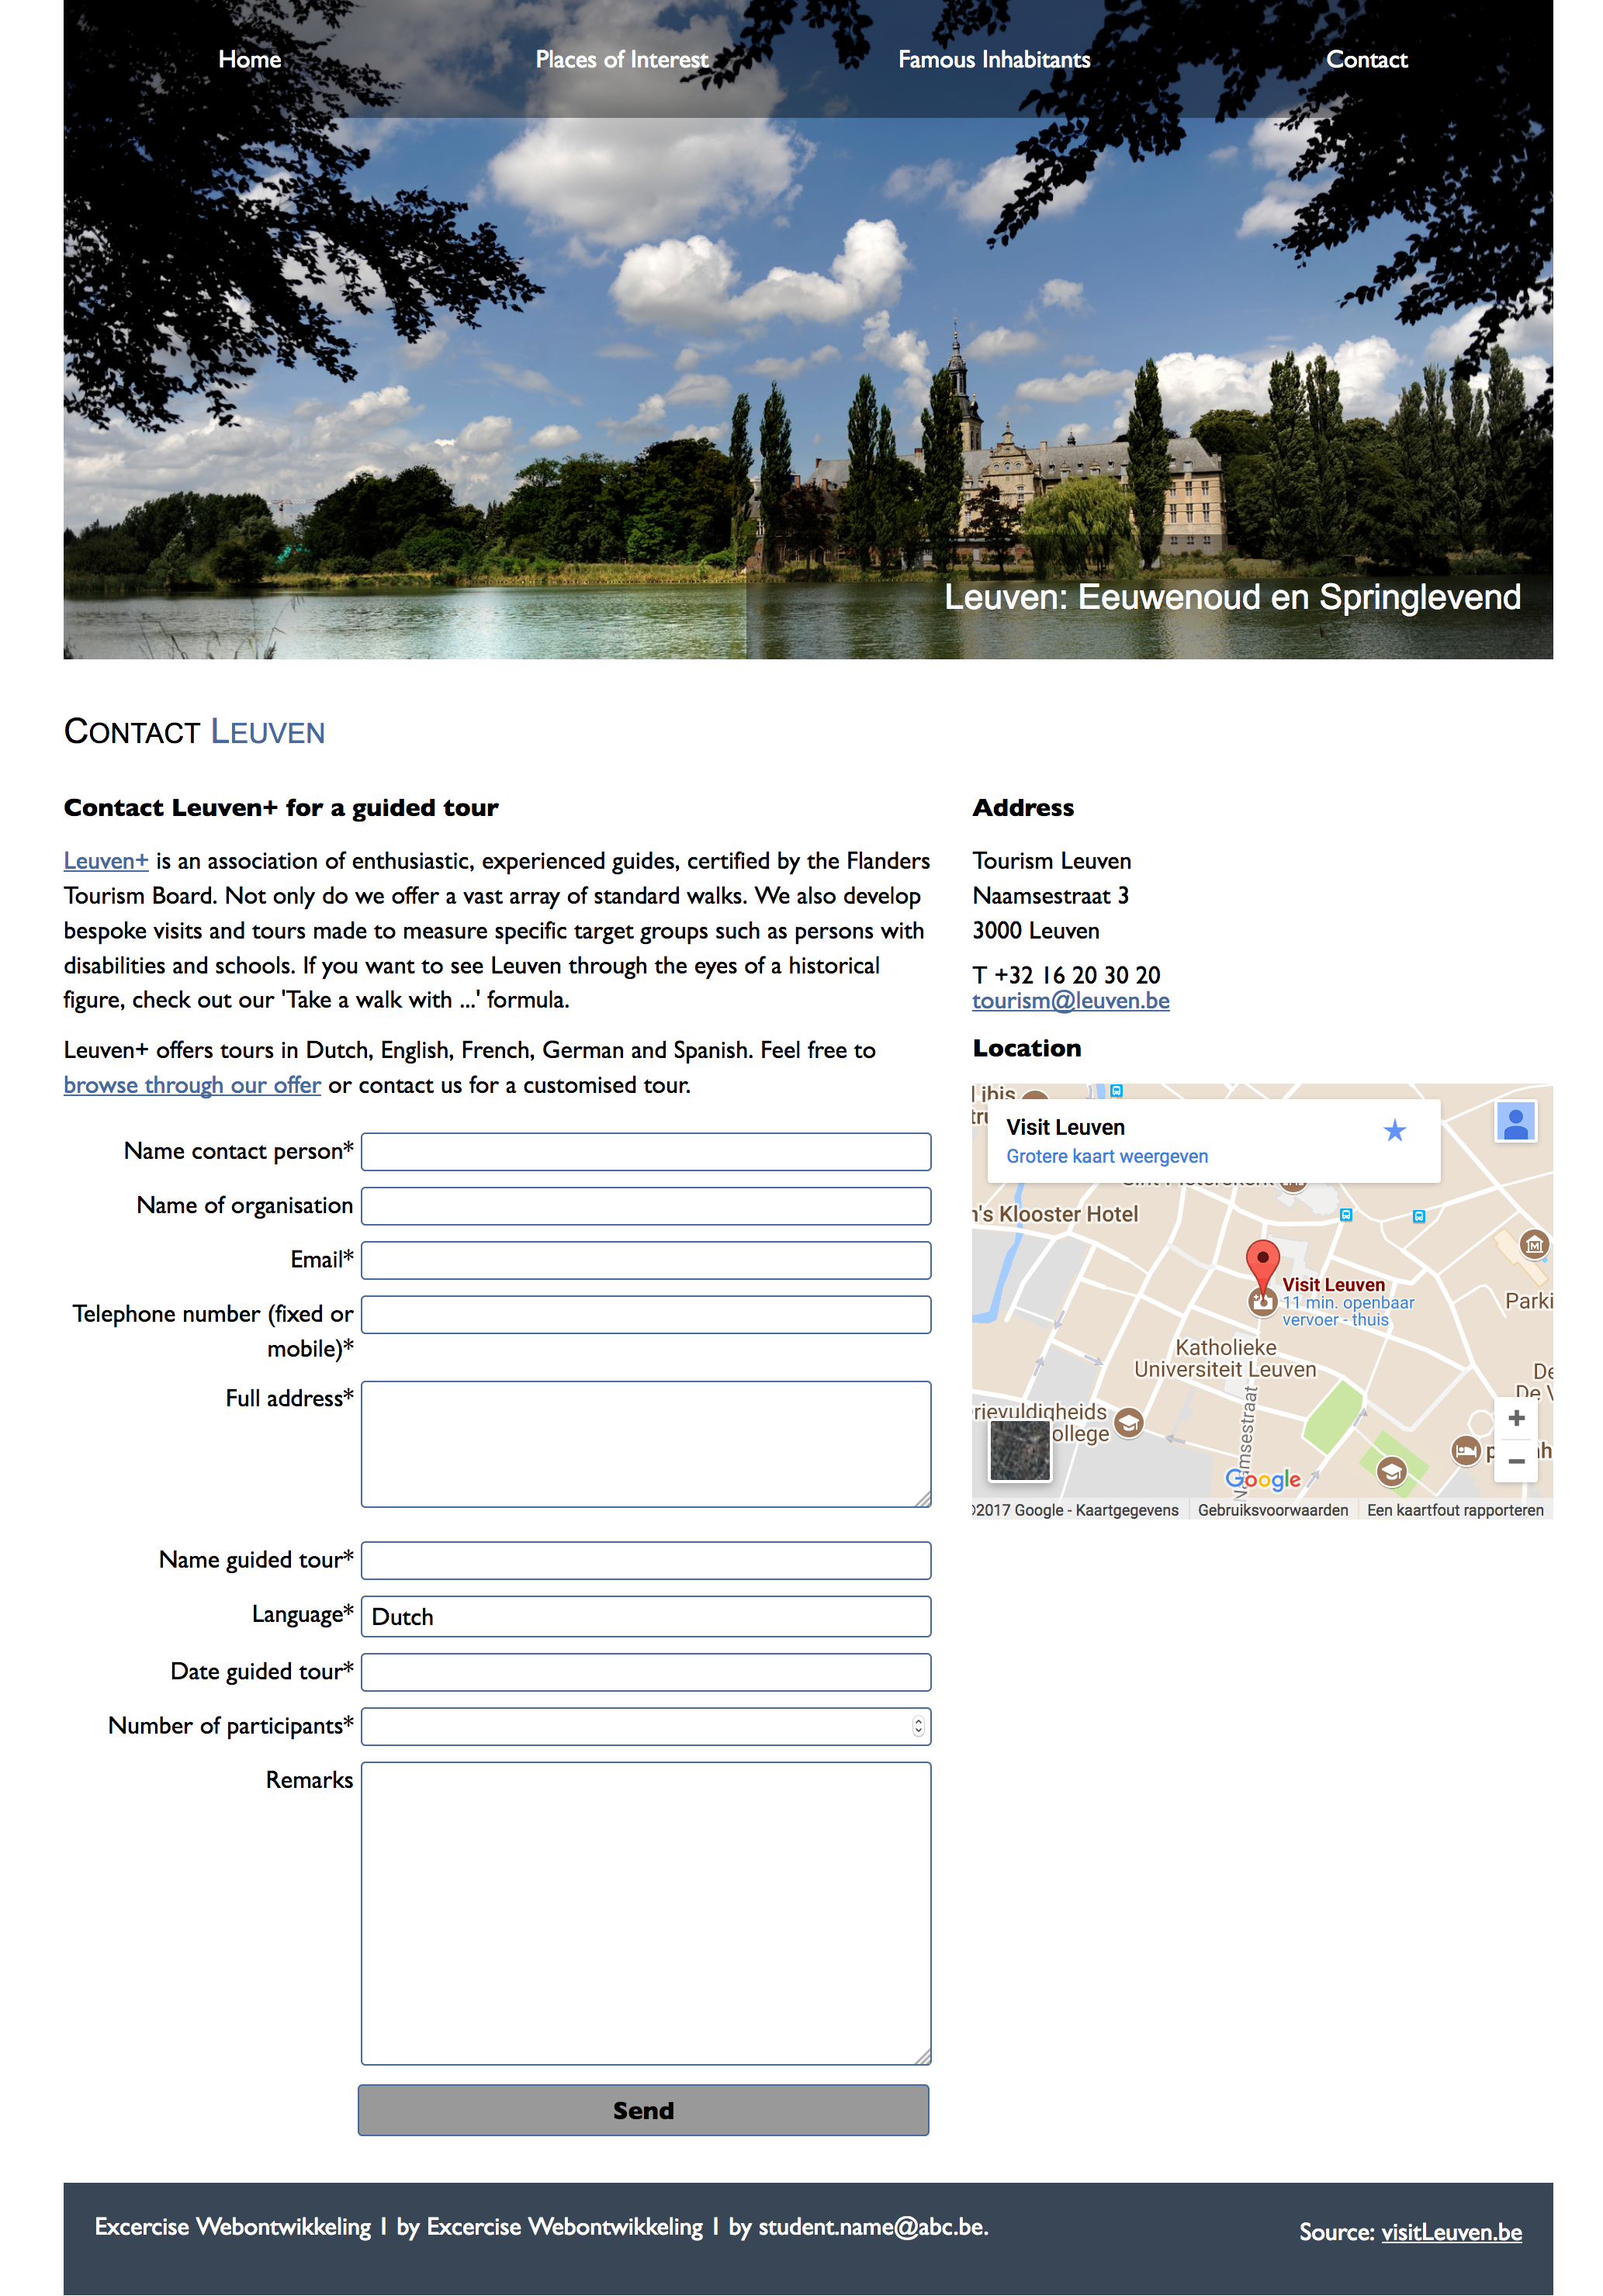 Home Places of Interest Famous Inhabitants Contact
Leuven: Eeuwenoud en Springlevend
Contact Leuven
Contact Leuven+ for a guided tour
Leuven+ is an association of enthusiastic, experienced guides, certified by the Flanders
Tourism Board. Not only do we offer a vast array of standard walks. We also develop
bespoke visits and tours made to measure specific target groups such as persons with
disabilities and schools. If you want to see Leuven through the eyes of a historical
figure, check out our 'Take a walk with ...' formula.
Leuven+ offers tours in Dutch, English, French, German and Spanish. Feel free to
browse through our offer or contact us for a customised tour.
Name contact person*
Name of organisation
Email*
Telephone number (fixed or
mobile)*
Full address*
Name guided tour*
Language* Dutch
Date guided tour*
Number of participants*
Remarks
Send
Address
Tourism Leuven
Naamsestraat 3
3000 Leuven
T +32 16 20 30 20
tourism@leuven.be
Location
ibis
Visit Leuven
Grotere kaart weergeven
's Klooster Hotel
Visit Leuven
11 min. openbaar
vervoer - thuis
Parki
Katholieke
Universiteit Leuven
De
De V
rievuldigheids
ollege
msestraat
Google
©2017 Google - Kaartgegevens Gebruiksvoorwaarden Een kaartfout rapporteren
Excercise Webontwikkeling 1 by Excercise Webontwikkeling 1 by student.name@abc.be.
Source: visitLeuven.be